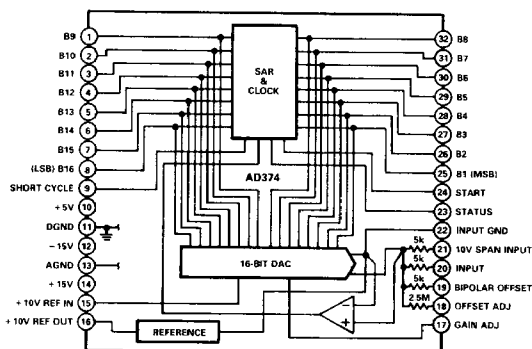 B9 1
B10 2
B11 3
B12 4
B13 5
B14 6
B15 7
(LSB) B16 8
SHORT CYCLE 9
+5V 10
DGND 11
−15V 12
AGND 13
+15V 14
+10V REF IN 15
+10V REF OUT 16
SAR
&
CLOCK
AD374
16-BIT DAC
REFERENCE
+
32 B8
31 B7
30 B6
29 B5
28 B4
27 B3
26 B2
25 B1 (MSB)
24 START
23 STATUS
22 INPUT GND
5k 21 10V SPAN INPUT
5k 20 INPUT
5k 19 BIPOLAR OFFSET
2.5M 18 OFFSET ADJ
17 GAIN ADJ